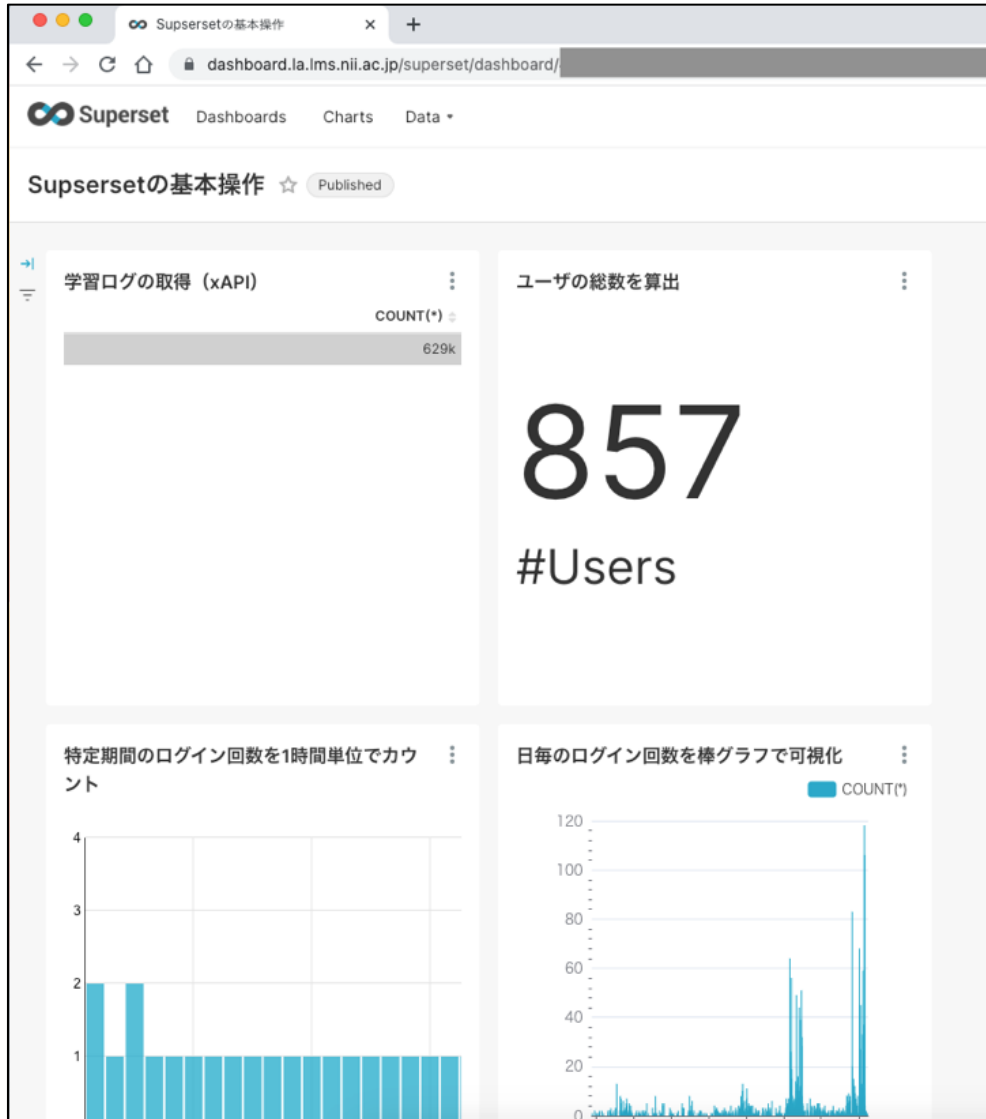 Supsersetの基本操作
dashboard.la.lms.nii.ac.jp/superset/dashboard/
Superset Dashboards Charts Data
Supsersetの基本操作 Published
学習ログの取得（xAPI）
COUNT(*)
629k
ユーザの総数を算出
857
#Users
特定期間のログイン回数を1時間単位でカウ
ント
4
3
2
1
日毎のログイン回数を棒グラフで可視化
COUNT(*)
120
100
80
60
40
20
0